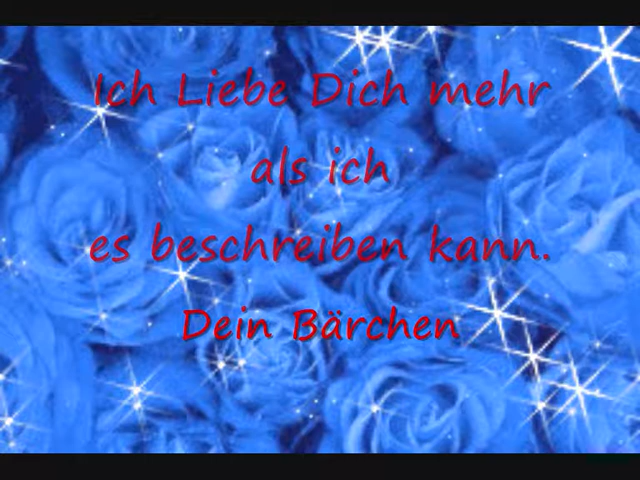 Ich Liebe Dich mehr
als ich
es beschreiben kann.
Dein Bärchen